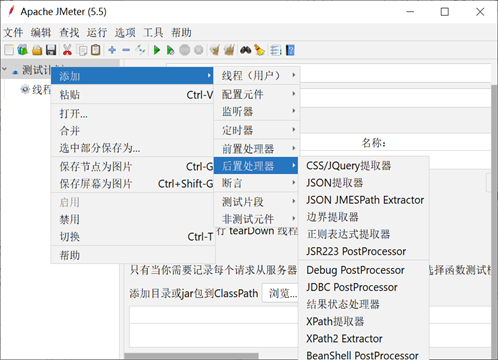 Apache JMeter (5.5)
文件 编辑 查找 运行 选项 工具 帮助
测试计
线程
添加
粘贴 Ctrl-V
打开...
合并
选中部分保存为...
保存节点为图片 Ctrl-G
保存屏幕为图片 Ctrl+Shift-G
启用
禁用
切换 Ctrl-T
帮助
线程（用户）
配置元件
监听器
定时器
前置处理器
后置处理器
断言
测试片段
非测试元件
CSS/JQuery提取器
JSON提取器
JSON JMESPath Extractor
边界提取器
正则表达式提取器
JSR223 PostProcessor
Debug PostProcessor
JDBC PostProcessor
结果状态处理器
XPath提取器
XPath2 Extractor
BeanShell PostProcessor
名称：
行 tearDown 线程
只有当你需要记录每个请求从服务器
选择函数测试模
添加目录或jar包到ClassPath 浏览...